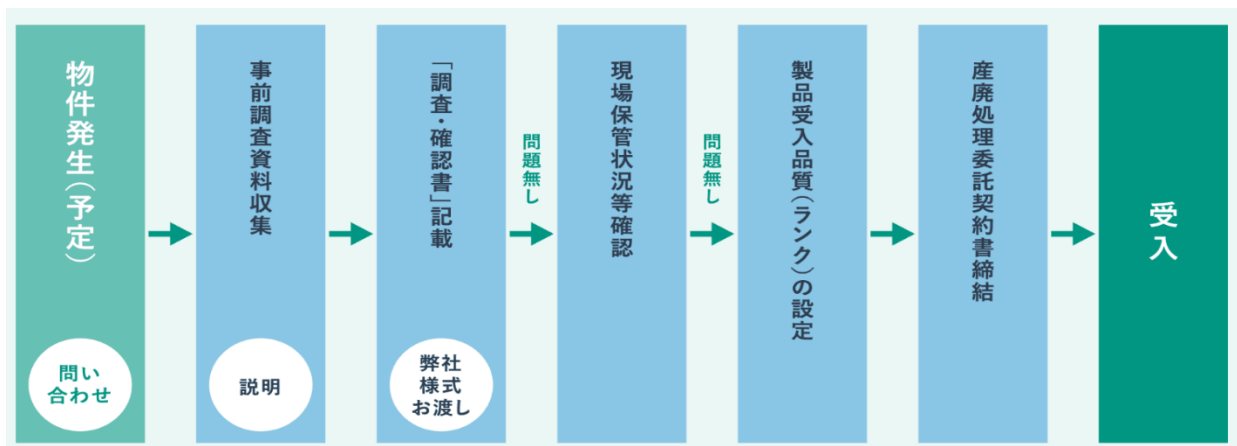 物件発生(予定)
問い
合わせ
事前調査資料収集
説明
「調査・確認書」記載
弊社
様式
お渡し
問題無し
現場保管状況等確認
問題無し
製品受入品質(ランク)の設定
産廃処理委託契約書締結
受入